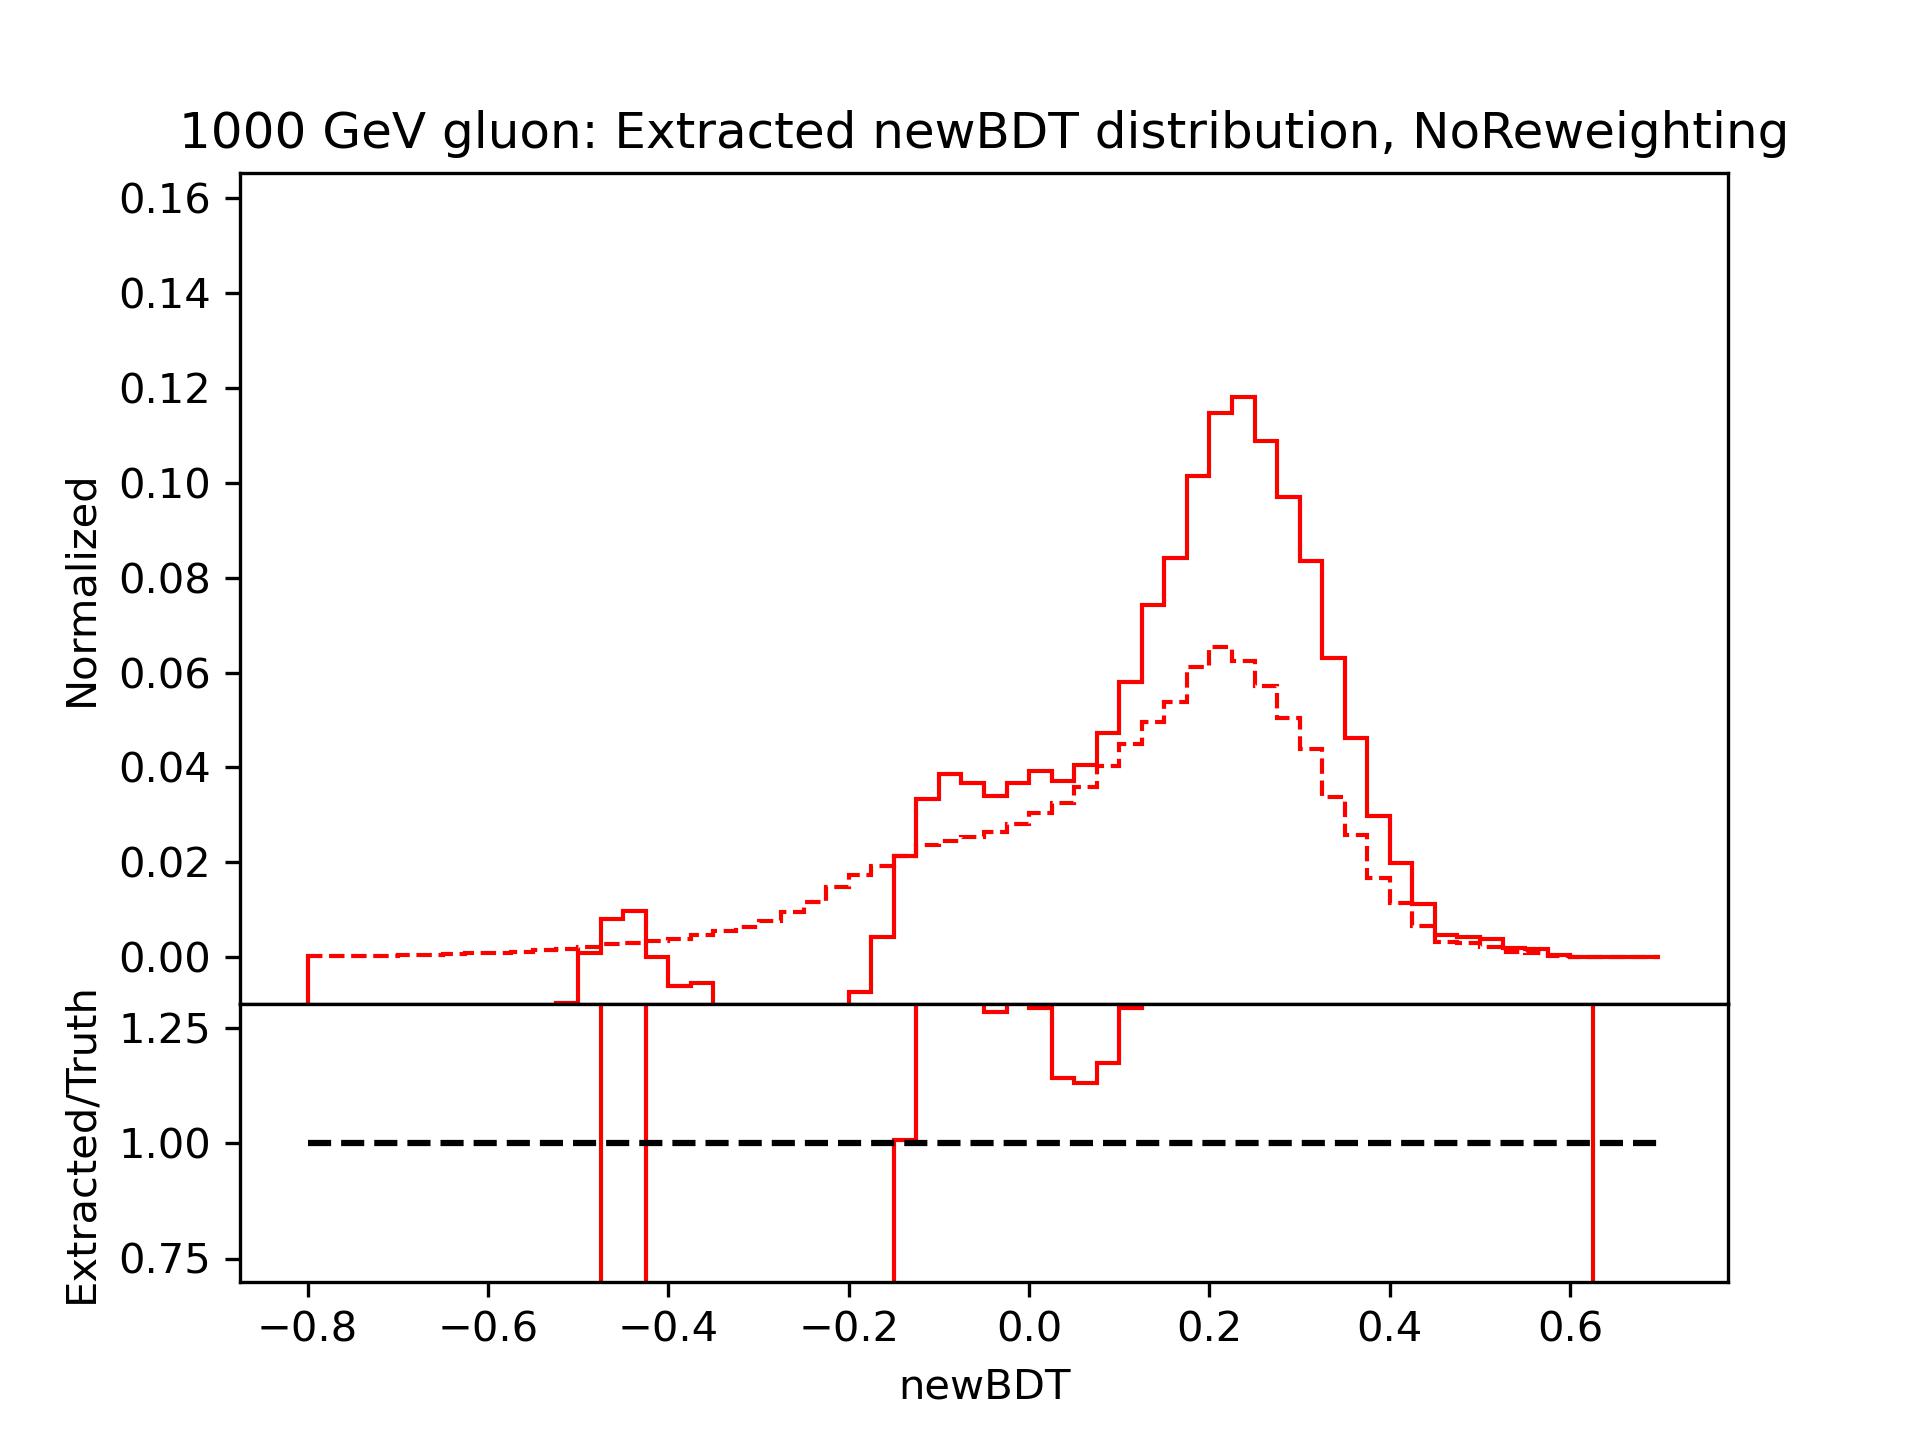 1000 GeV gluon: Extracted newBDT distribution, NoReweighting
0.16
0.14
0.12
0.10
0.08
0.06
0.04
0.02
0.00
Normalized
1.25
1.00
0.75
Extracted/Truth
−0.8 −0.6 −0.4 −0.2 0.0 0.2 0.4 0.6
newBDT